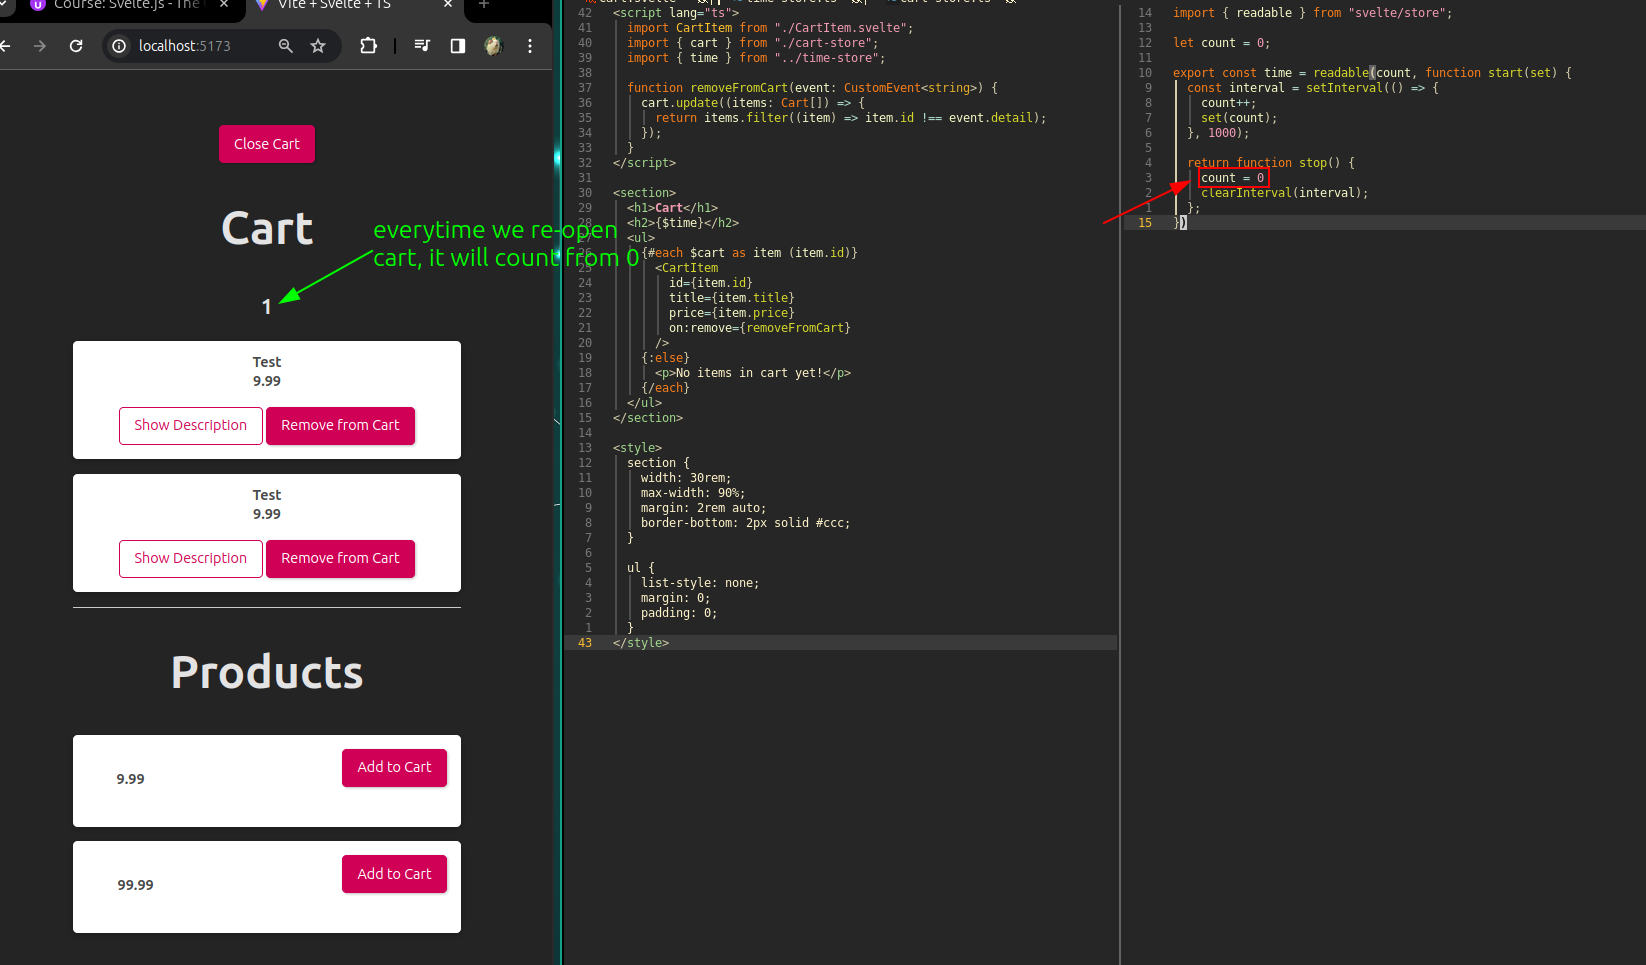 Course: Svelte.js - The
Vite + Svelte + TS
localhost:5173
Close Cart
Cart
everytime we re-open
cart, it will count from 0
1
Test
9.99
Show Description
Remove from Cart
Test
9.99
Show Description
Remove from Cart
Products
9.99
Add to Cart
99.99
Add to Cart
42 <script lang="ts">
41 import CartItem from "./CartItem.svelte";
40 import { cart } from "./cart-store";
39 import { time } from "../time-store";
38
37 function removeFromCart(event: CustomEvent<string>) {
36 cart.update((items: Cart[]) => {
35 return items.filter((item) => item.id !== event.detail);
34 });
33 }
32 </script>
31
30 <section>
29 <h1>Cart</h1>
28 <h2>{$time}</h2>
27 <ul>
26 {#each $cart as item (item.id)}
25 <CartItem
24 id={item.id}
23 title={item.title}
22 price={item.price}
21 on:remove={removeFromCart}
20 />
19 {:else}
18 <p>No items in cart yet!</p>
17 {/each}
16 </ul>
15 </section>
14
13 <style>
12 section {
11 width: 30rem;
10 max-width: 90%;
9 margin: 2rem auto;
8 border-bottom: 2px solid #ccc;
7 }
6
5 ul {
4 list-style: none;
3 margin: 0;
2 padding: 0;
1 }
43 </style>
14 import { readable } from "svelte/store";
13
12 let count = 0;
11
10 export const time = readable(count, function start(set) {
9 const interval = setInterval(() => {
8 count++;
7 set(count);
6 }, 1000);
5
4 return function stop() {
3 count = 0
2 clearInterval(interval);
1 };
15 })